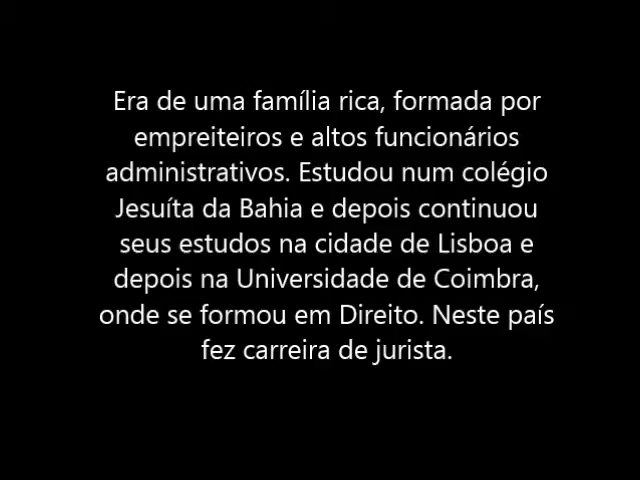 Era de uma família rica, formada por
empreiteiros e altos funcionários
administrativos. Estudou num colégio
Jesuíta da Bahia e depois continuou
seus estudos na cidade de Lisboa e
depois na Universidade de Coimbra,
onde se formou em Direito. Neste país
fez carreira de jurista.